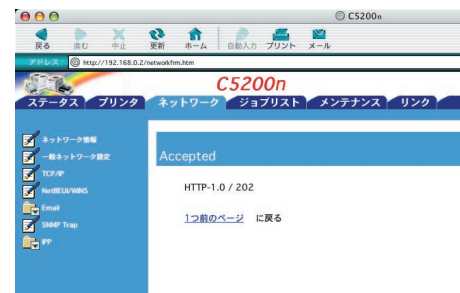 C5200n
戻る 進む 中止 更新 ホーム 自動入力 プリント メール
アドレス http://192.168.0.2/networkfm.htm
C5200n
ステータス プリンタ ネットワーク ジョブリスト メンテナンス リンク
ネットワーク情報
一般ネットワーク設定
TCP/IP
NetBEUI/WINS
Email
SNMP Trap
IPP
Accepted
HTTP-1.0 / 202
1つ前のページ に戻る